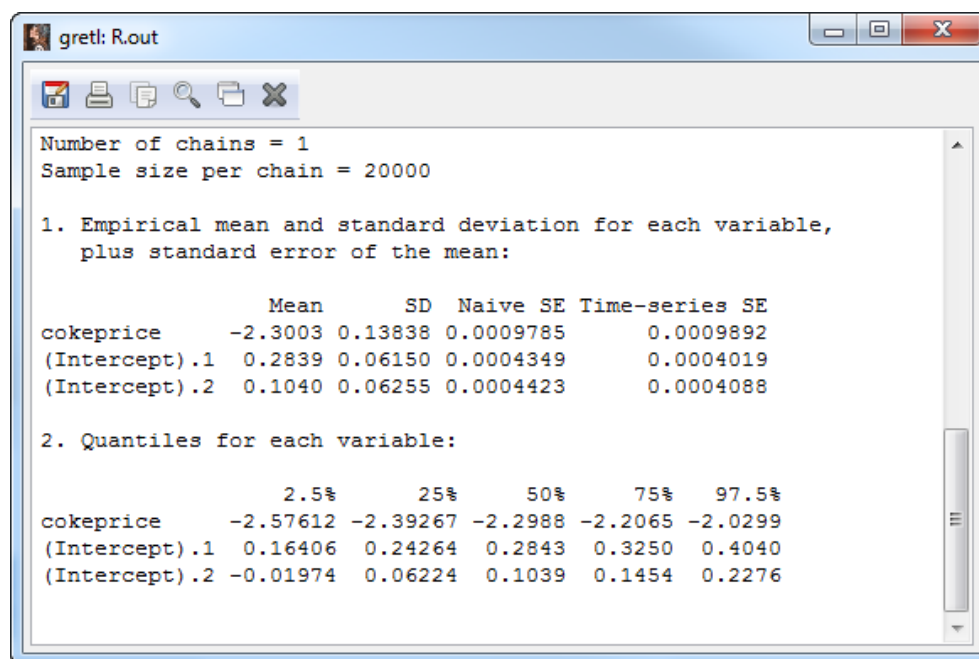 gretl: R.out
Number of chains = 1
Sample size per chain = 20000
1. Empirical mean and standard deviation for each variable,
plus standard error of the mean:
Mean SD Naive SE Time-series SE
cokeprice -2.3003 0.13838 0.0009785 0.0009892
(Intercept).1 0.2839 0.06150 0.0004349 0.0004019
(Intercept).2 0.1040 0.06255 0.0004423 0.0004088
2. Quantiles for each variable:
2.5% 25% 50% 75% 97.5%
cokeprice -2.57612 -2.39267 -2.2988 -2.2065 -2.0299
(Intercept).1 0.16406 0.24264 0.2843 0.3250 0.4040
(Intercept).2 -0.01974 0.06224 0.1039 0.1454 0.2276